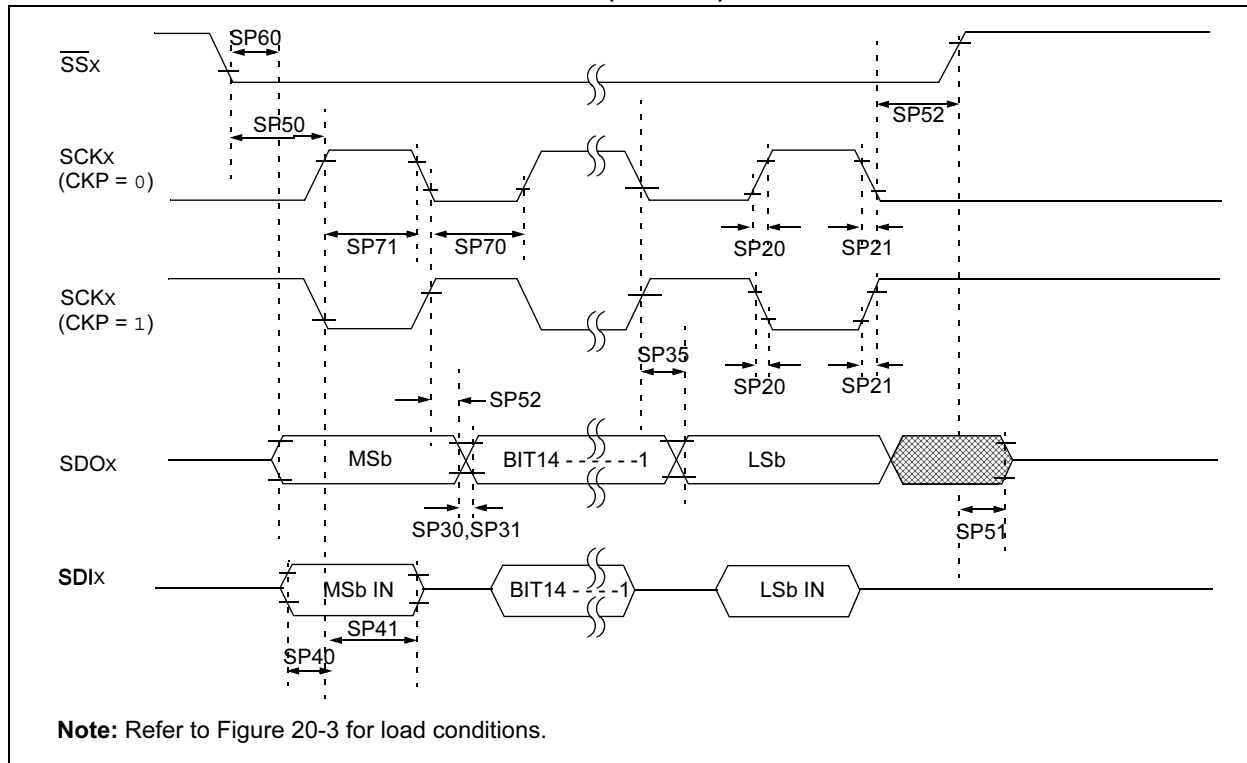 SP60
SSx
SP50
SP52
SCKx
(CKP = 0)
SP71
SP70
SP20
SP21
SCKx
(CKP = 1)
SP35
SP20
SP21
SP52
SDOx
MSb
BIT14 - - - - - -1
LSb
SP30,SP31
SP51
SDIx
MSb IN
BIT14 - - - -1
LSb IN
SP41
SP40
Note: Refer to Figure 20-3 for load conditions.